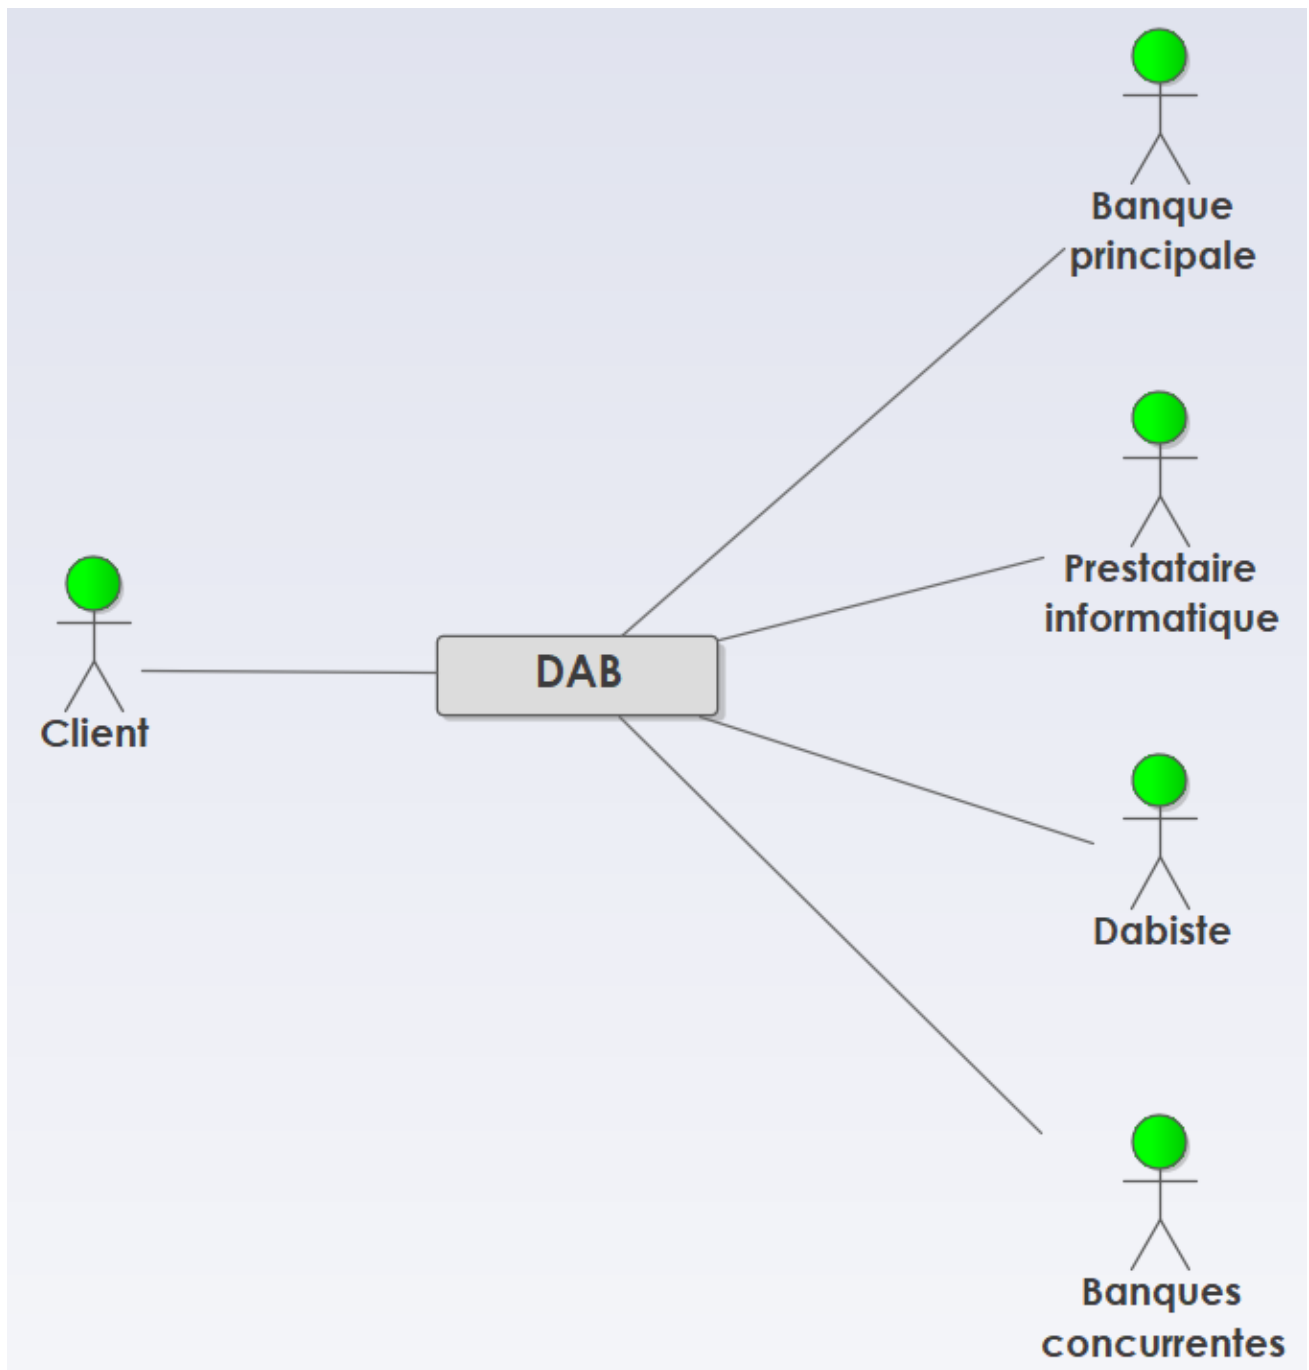 Banque
principale
Prestataire
informatique
Client
DAB
Dabiste
Banques
concurrentes